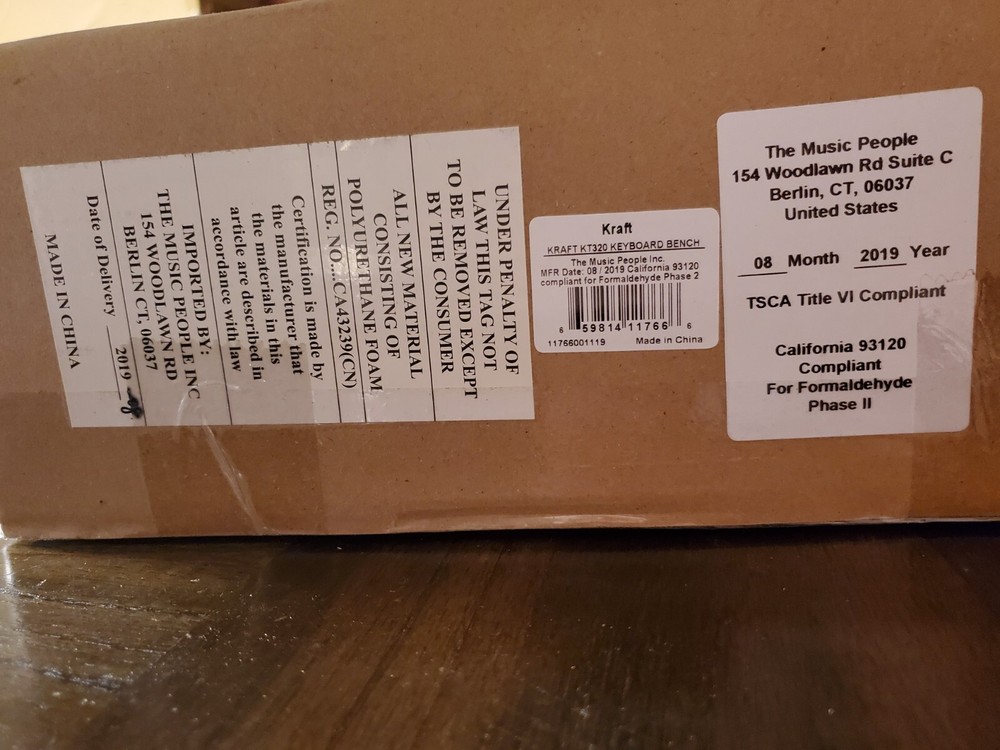 UNDER PENALTY OF
LAW THIS TAG NOT
TO BE REMOVED EXCEPT
BY THE CONSUMER
ALL NEW MATERIAL
CONSISTING OF
POLYURETHANE FOAM
REG. NO....CA43239(CN)
Certification is made by
the manufacturer that
the materials in this
article are described in
accordance with law
IMPORTED BY:
THE MUSIC PEOPLE INC
154 WOODLAWN RD
BERLIN CT, 06037
Date of Delivery 2019
MADE IN CHINA
Kraft
KRAFT KT320 KEYBOARD BENCH
The Music People Inc.
MFR Date: 08 / 2019 California 93120
compliant for Formaldehyde Phase 2
6 59814 11766 6
11766001119 Made in China
The Music People
154 Woodlawn Rd Suite C
Berlin, CT, 06037
United States
08 Month 2019 Year
TSCA Title VI Compliant
California 93120
Compliant
For Formaldehyde
Phase II